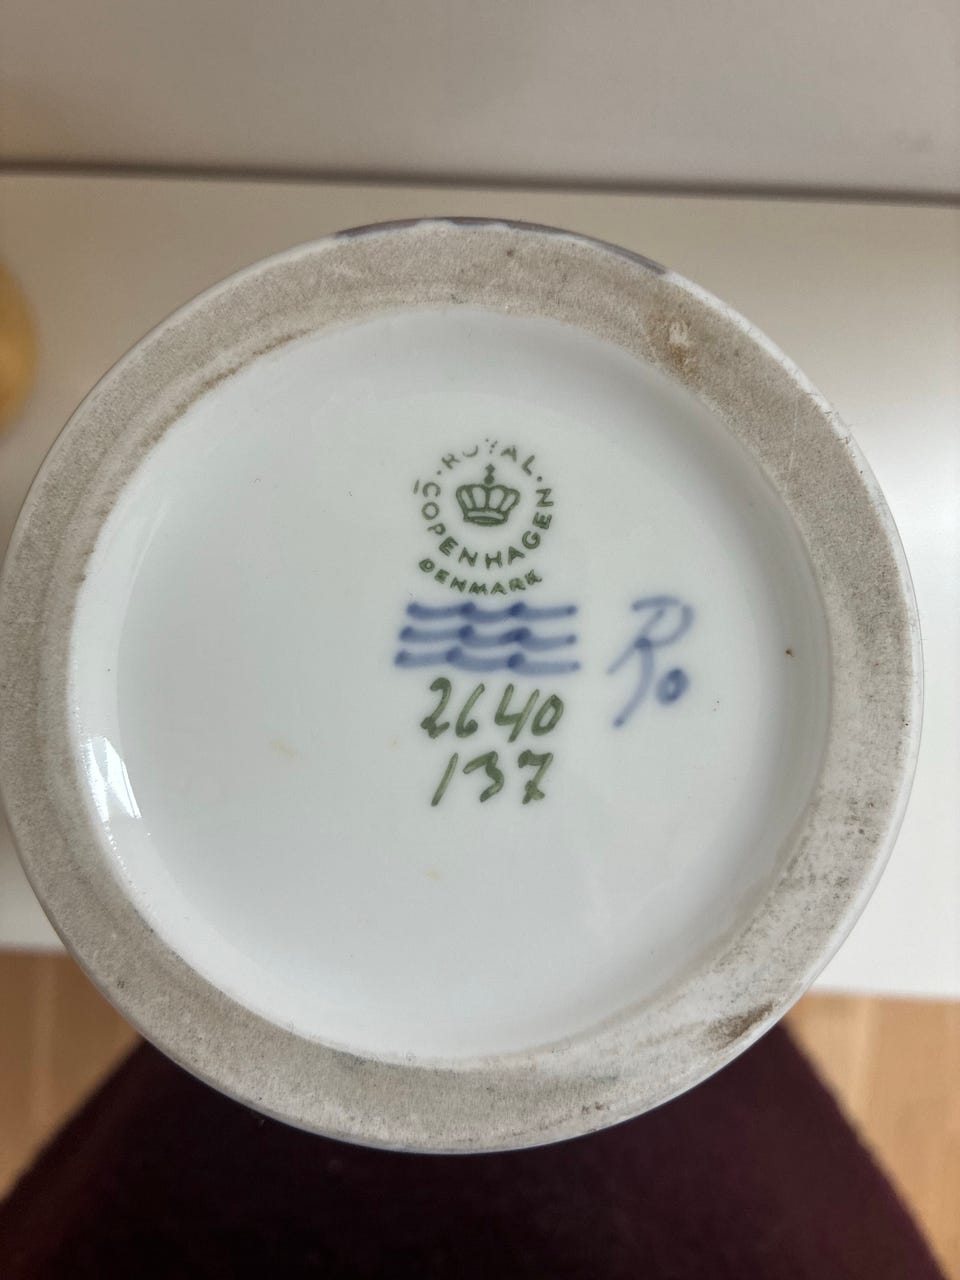 ROYAL
COPENHAGEN
DENMARK
2640
137
Ro